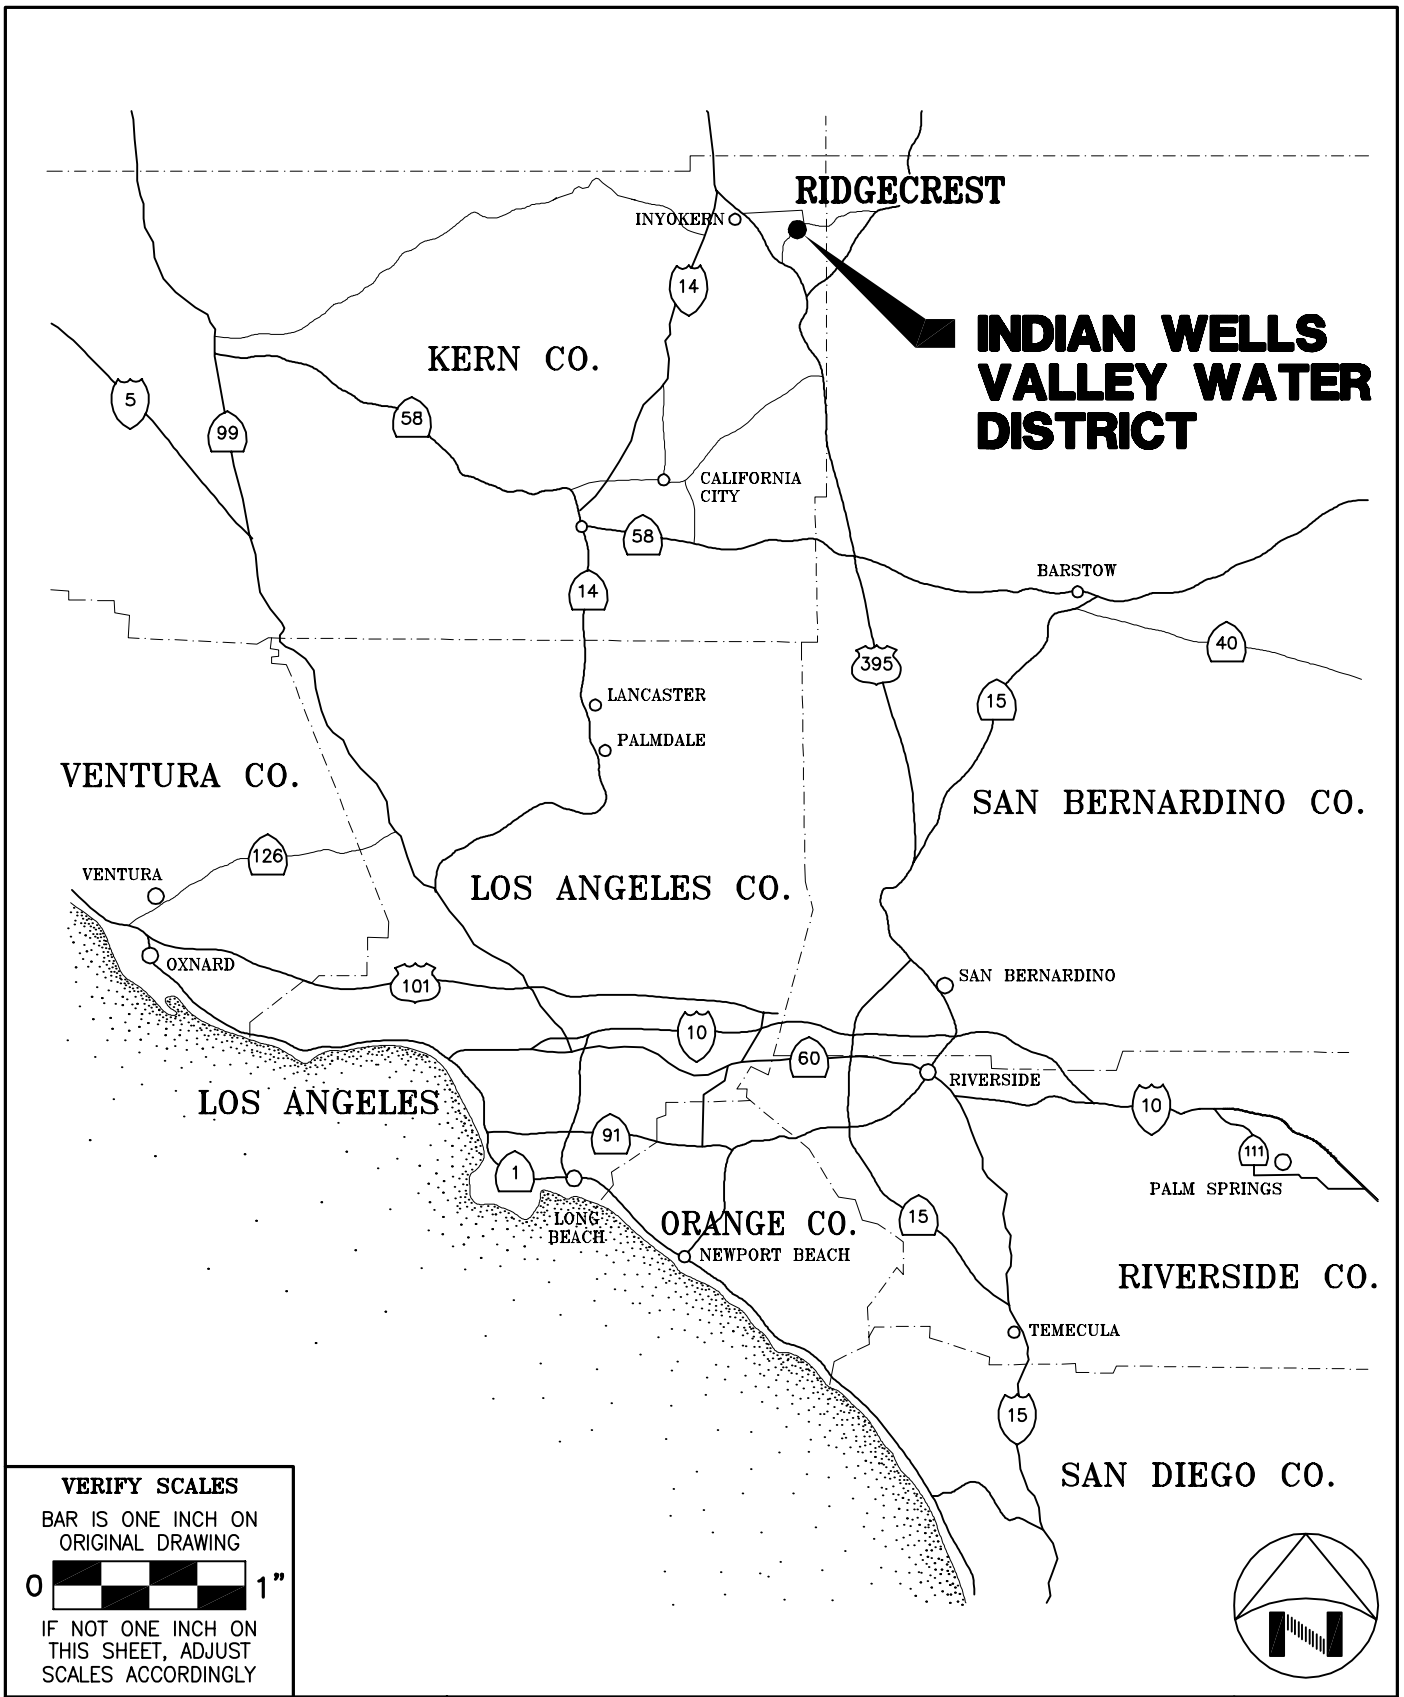 RIDGECREST
INYOKERN
14
INDIAN WELLS
VALLEY WATER
DISTRICT
KERN CO.
5
99
58
CALIFORNIA
CITY
58
BARSTOW
14
40
395
15
LANCASTER
PALMDALE
VENTURA CO.
SAN BERNARDINO CO.
126
VENTURA
LOS ANGELES CO.
OXNARD
101
SAN BERNARDINO
10
60
RIVERSIDE
LOS ANGELES
10
91
111
1
PALM SPRINGS
LONG
BEACH
ORANGE CO.
15
NEWPORT BEACH
RIVERSIDE CO.
TEMECULA
15
SAN DIEGO CO.
VERIFY SCALES
BAR IS ONE INCH ON
ORIGINAL DRAWING
0 1"
IF NOT ONE INCH ON
THIS SHEET, ADJUST
SCALES ACCORDINGLY
N